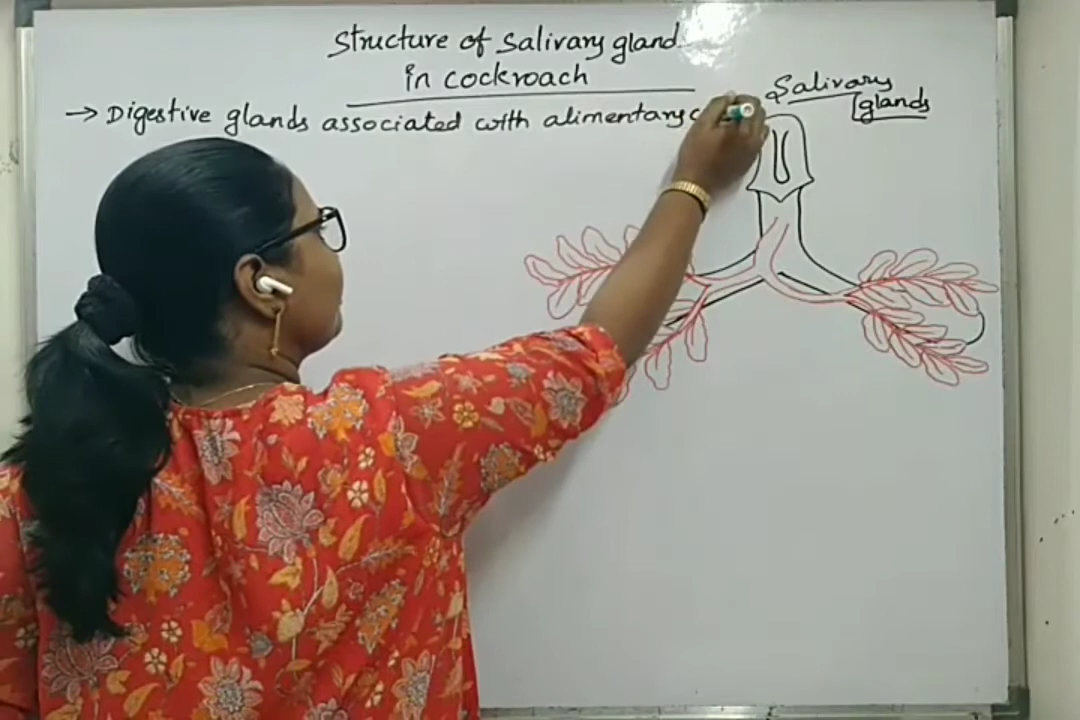 Structure of Salivary gland
in cockroach
→ Digestive glands associated with alimentary
Salivary
glands